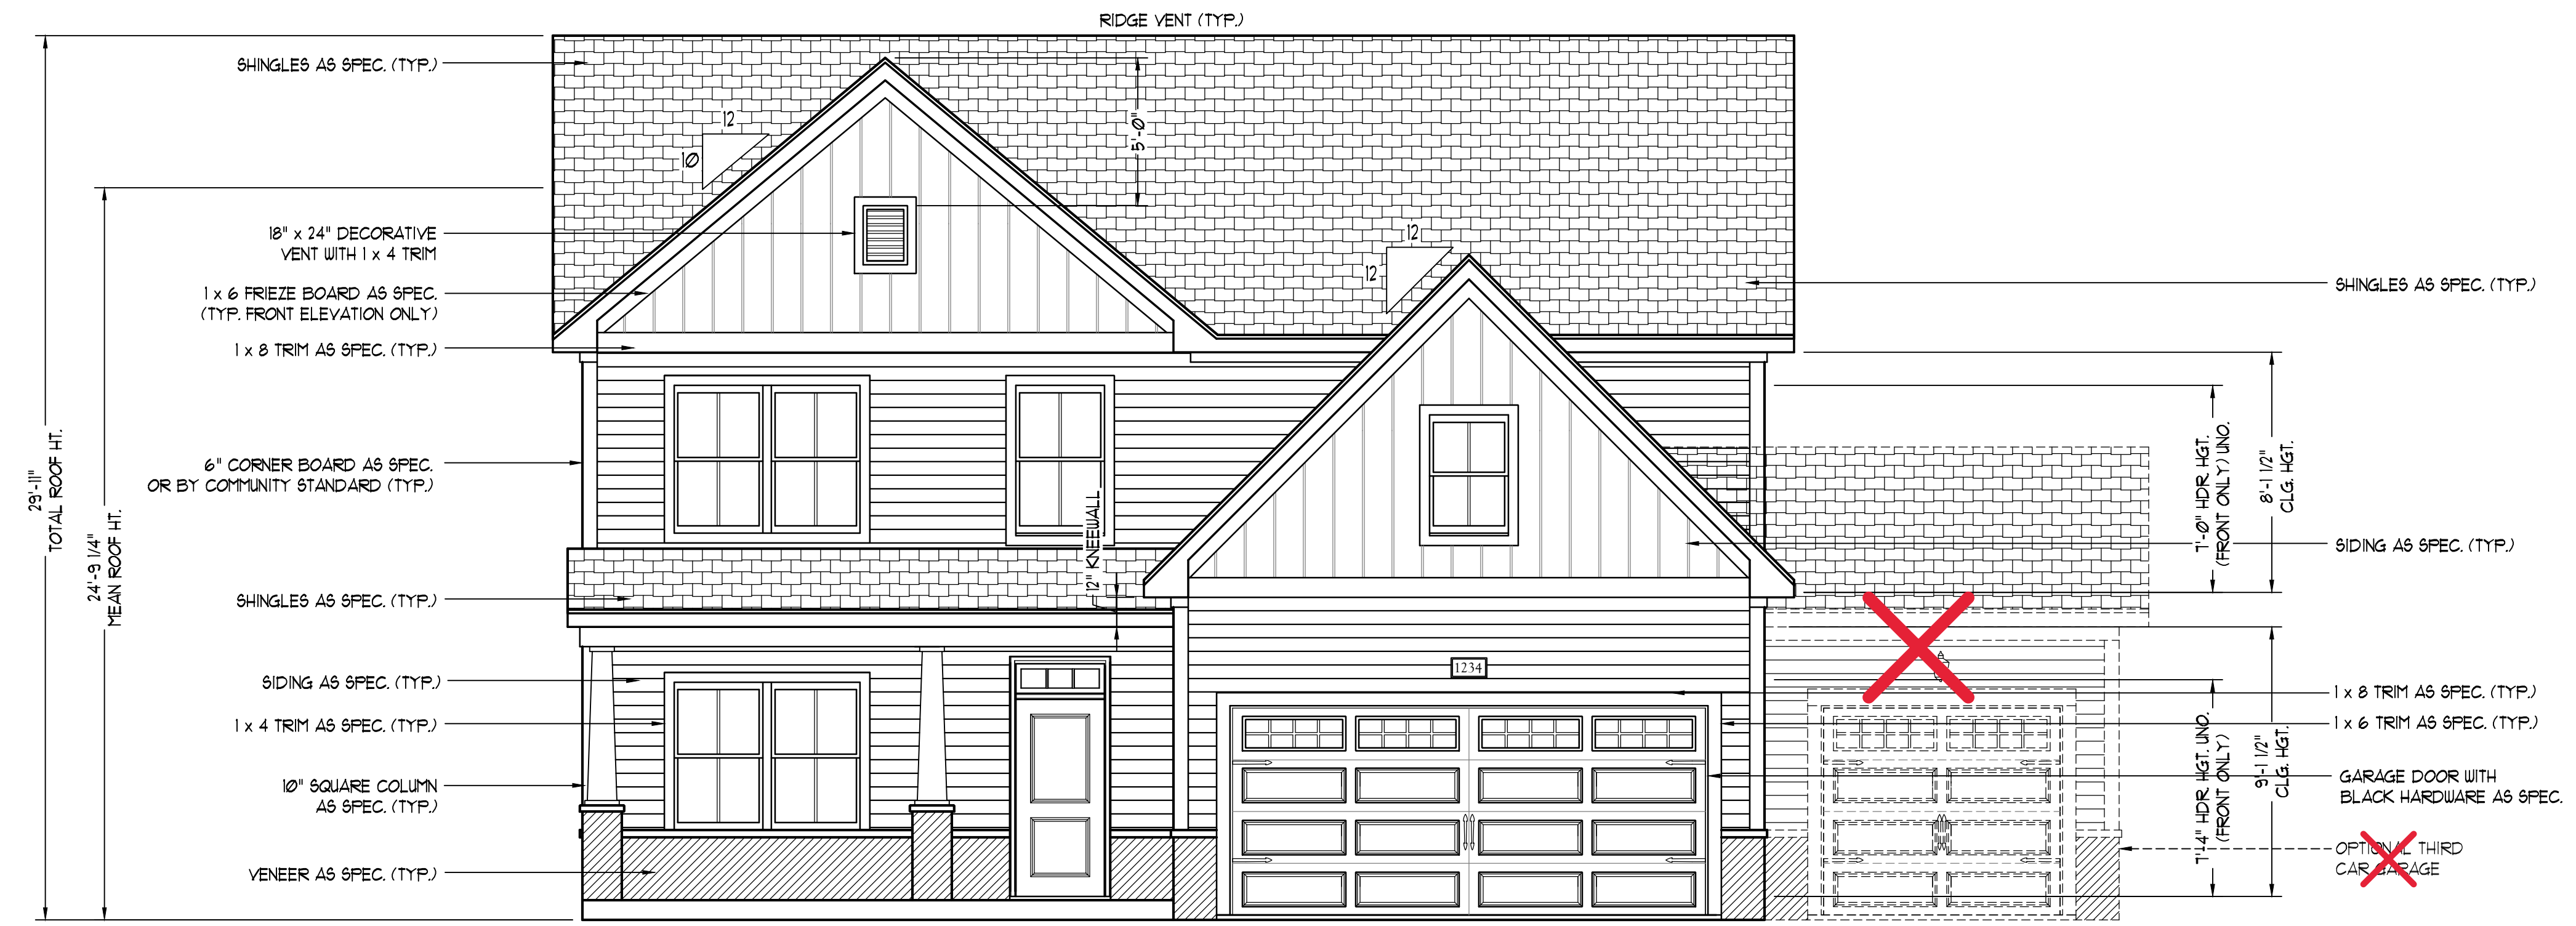 RIDGE VENT (TYP.)
SHINGLES AS SPEC. (TYP.)
12
10
5'-0"
18" x 24" DECORATIVE
VENT WITH 1 x 4 TRIM
12
12
1 x 6 FRIEZE BOARD AS SPEC.
(TYP. FRONT ELEVATION ONLY)
1 x 8 TRIM AS SPEC. (TYP.)
SHINGLES AS SPEC. (TYP.)
29'-11"
TOTAL ROOF HT.
24'-9 1/4"
MEAN ROOF HT.
6" CORNER BOARD AS SPEC.
OR BY COMMUNITY STANDARD (TYP.)
12" KNEEWALL
7'-0" HDR. HGT.
(FRONT ONLY) UNO.
8'-1 1/2"
CLG. HGT.
SIDING AS SPEC. (TYP.)
SHINGLES AS SPEC. (TYP.)
SIDING AS SPEC. (TYP.)
1 x 4 TRIM AS SPEC. (TYP.)
10" SQUARE COLUMN
AS SPEC. (TYP.)
VENEER AS SPEC. (TYP.)
1234
1 x 8 TRIM AS SPEC. (TYP.)
1 x 6 TRIM AS SPEC. (TYP.)
7'-4" HDR. HGT. UNO.
(FRONT ONLY)
9'-1 1/2"
CLG. HGT.
GARAGE DOOR WITH
BLACK HARDWARE AS SPEC.
OPTIONAL THIRD
CAR GARAGE